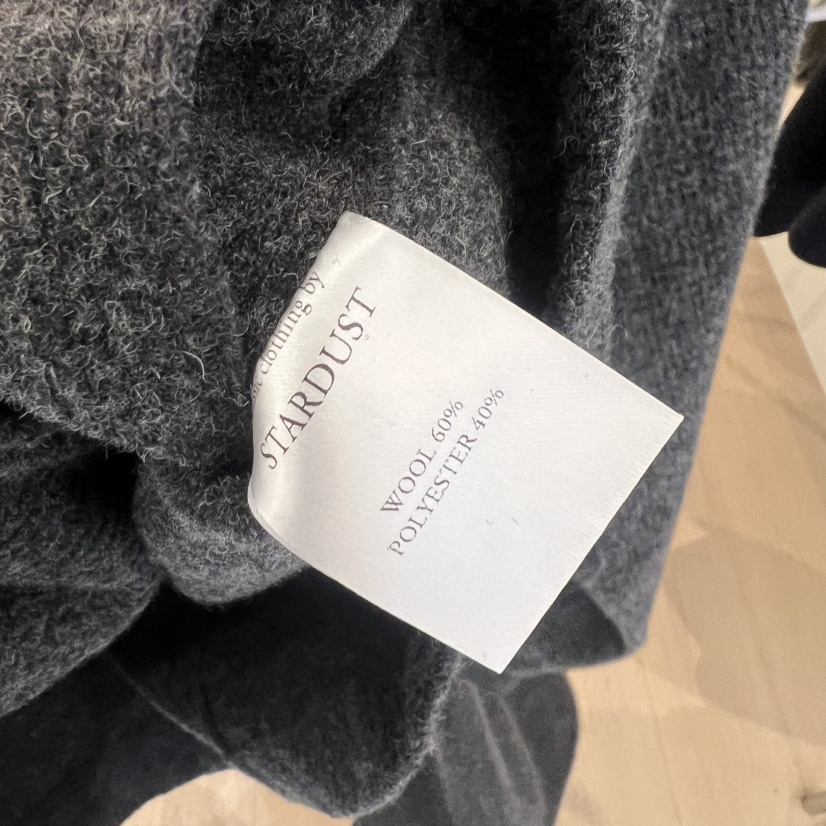 clothing by
STARDUST
WOOL 60%
POLYESTER 40%